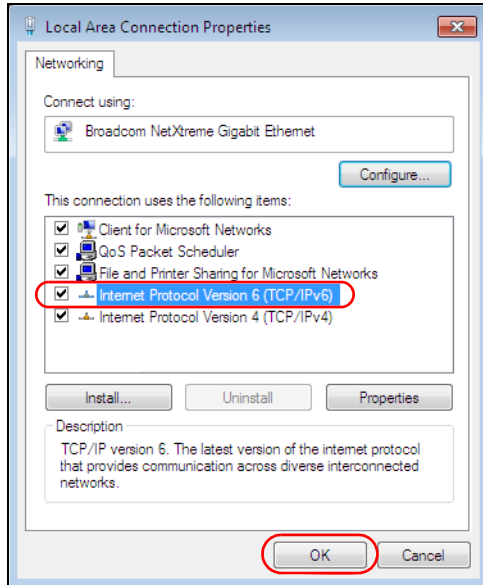 Local Area Connection Properties
Networking
Connect using:
Broadcom NetXtreme Gigabit Ethernet
Configure...
This connection uses the following items:
Client for Microsoft Networks
QoS Packet Scheduler
File and Printer Sharing for Microsoft Networks
Internet Protocol Version 6 (TCP/IPv6)
Internet Protocol Version 4 (TCP/IPv4)
Install... Uninstall Properties
Description
TCP/IP version 6. The latest version of the internet protocol
that provides communication across diverse interconnected
networks.
OK Cancel